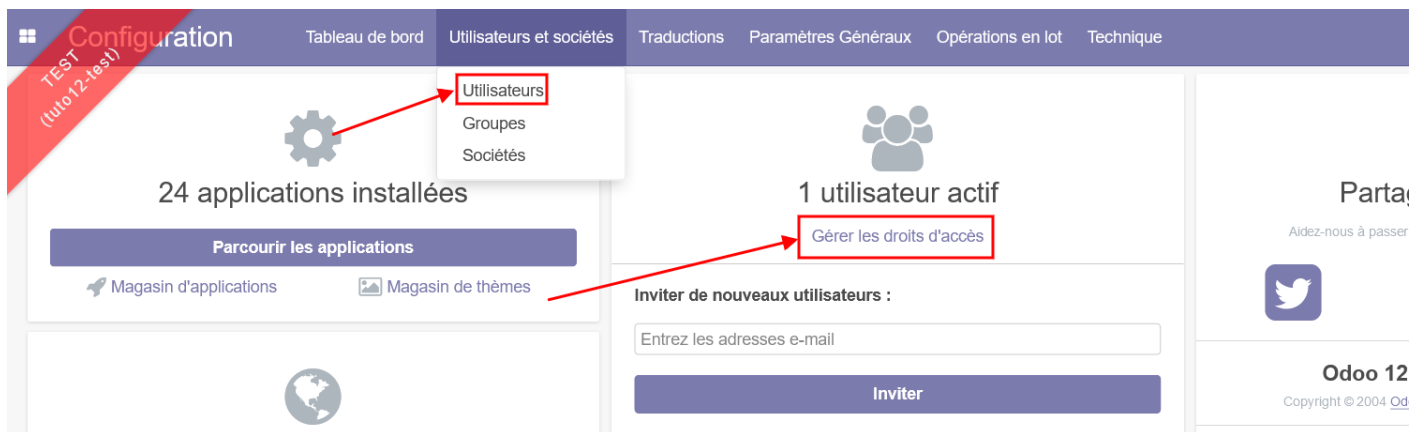 Configuration
Tableau de bord
Utilisateurs et sociétés
Traductions
Paramètres Généraux
Opérations en lot
Technique
TEST
(tuto12-test)
Utilisateurs
Groupes
Sociétés
24 applications installées
Parcourir les applications
Magasin d'applications
Magasin de thèmes
1 utilisateur actif
Gérer les droits d'accès
Inviter de nouveaux utilisateurs :
Entrez les adresses e-mail
Inviter
Partag
Aidez-nous à passer
Odoo 12
Copyright © 2004 Od